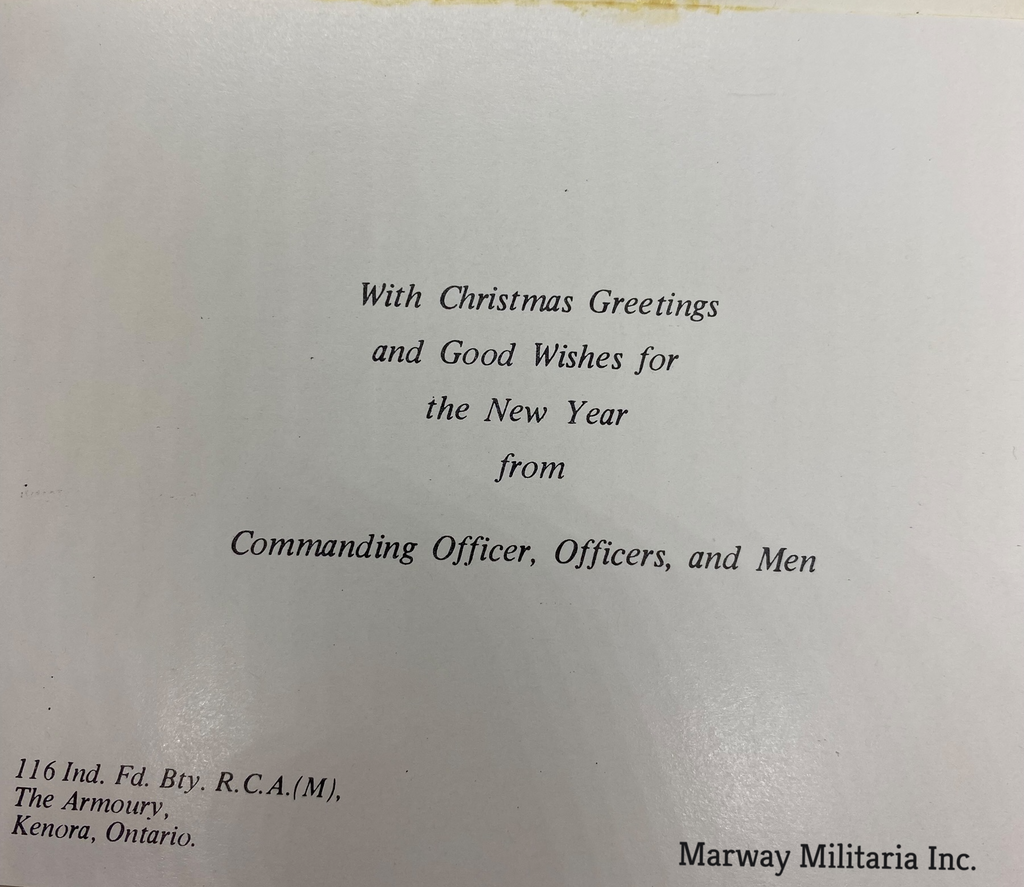 With Christmas Greetings
and Good Wishes for
the New Year
from
Commanding Officer, Officers, and Men
116 Ind. Fd. Bty. R.C.A.(M),
The Armoury,
Kenora, Ontario.
Marway Militaria Inc.